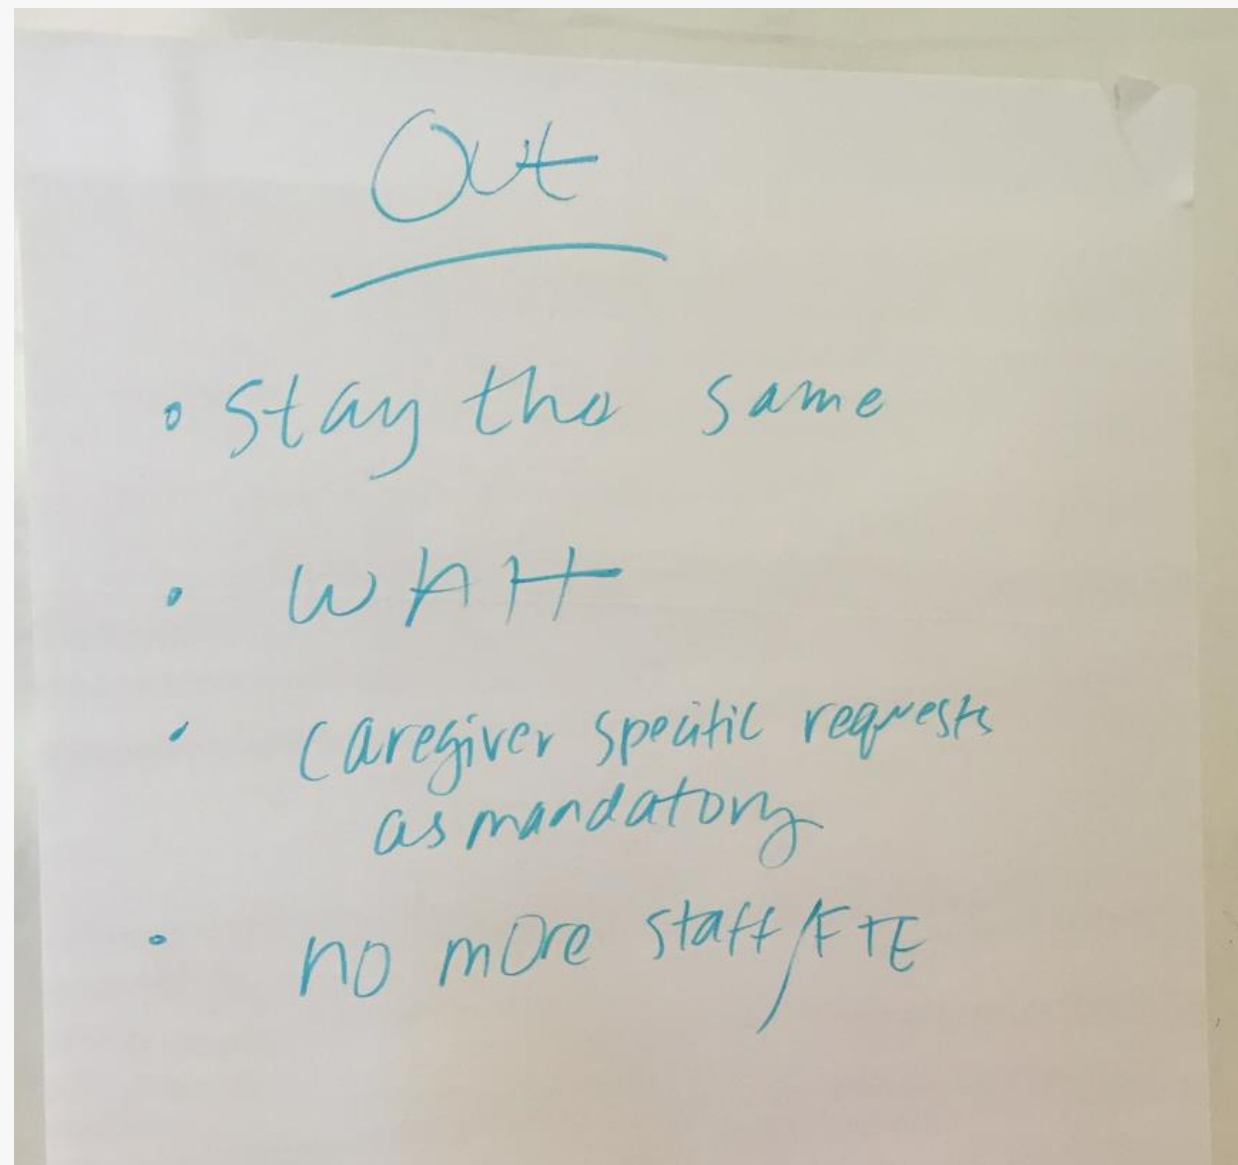 Out
• Stay the same
• WAH
• Caregiver specific requests
as mandatory
• no more staff/FTE